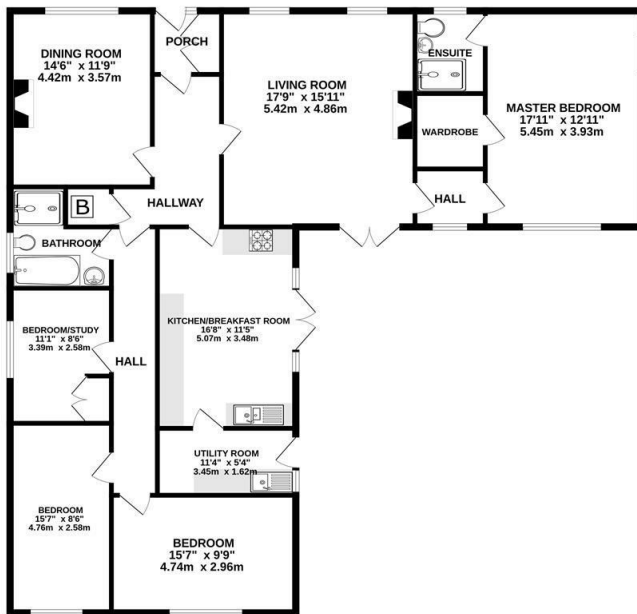 DINING ROOM
14'6" x 11'9"
4.42m x 3.57m
PORCH
LIVING ROOM
17'9" x 15'11"
5.42m x 4.86m
ENSUITE
WARDROBE
MASTER BEDROOM
17'11" x 12'11"
5.45m x 3.93m
HALL
B
HALLWAY
BATHROOM
BEDROOM/STUDY
11'1" x 8'6"
3.39m x 2.58m
HALL
KITCHEN/BREAKFAST ROOM
16'8" x 11'5"
5.07m x 3.48m
UTILITY ROOM
11'4" x 5'4"
3.45m x 1.62m
BEDROOM
15'7" x 8'6"
4.76m x 2.58m
BEDROOM
15'7" x 9'9"
4.74m x 2.96m